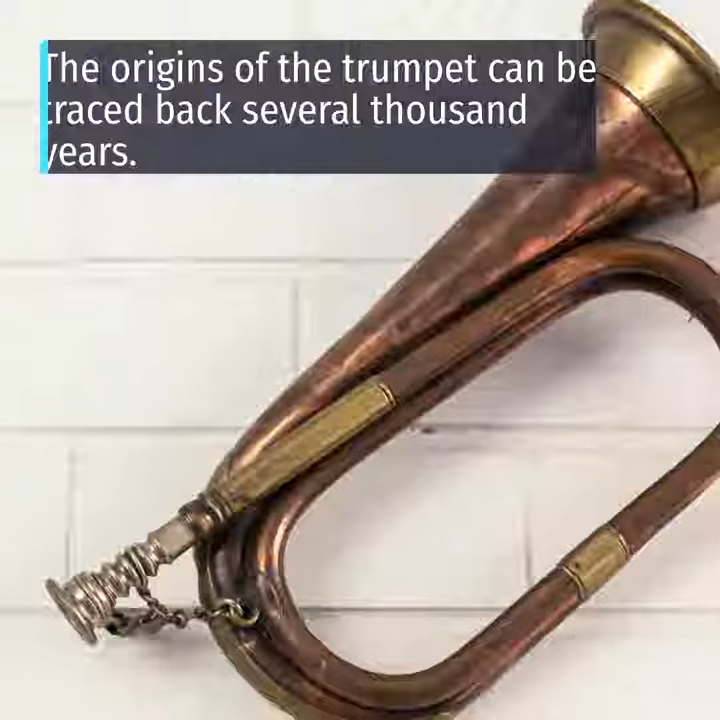 The origins of the trumpet can be
traced back several thousand
years.